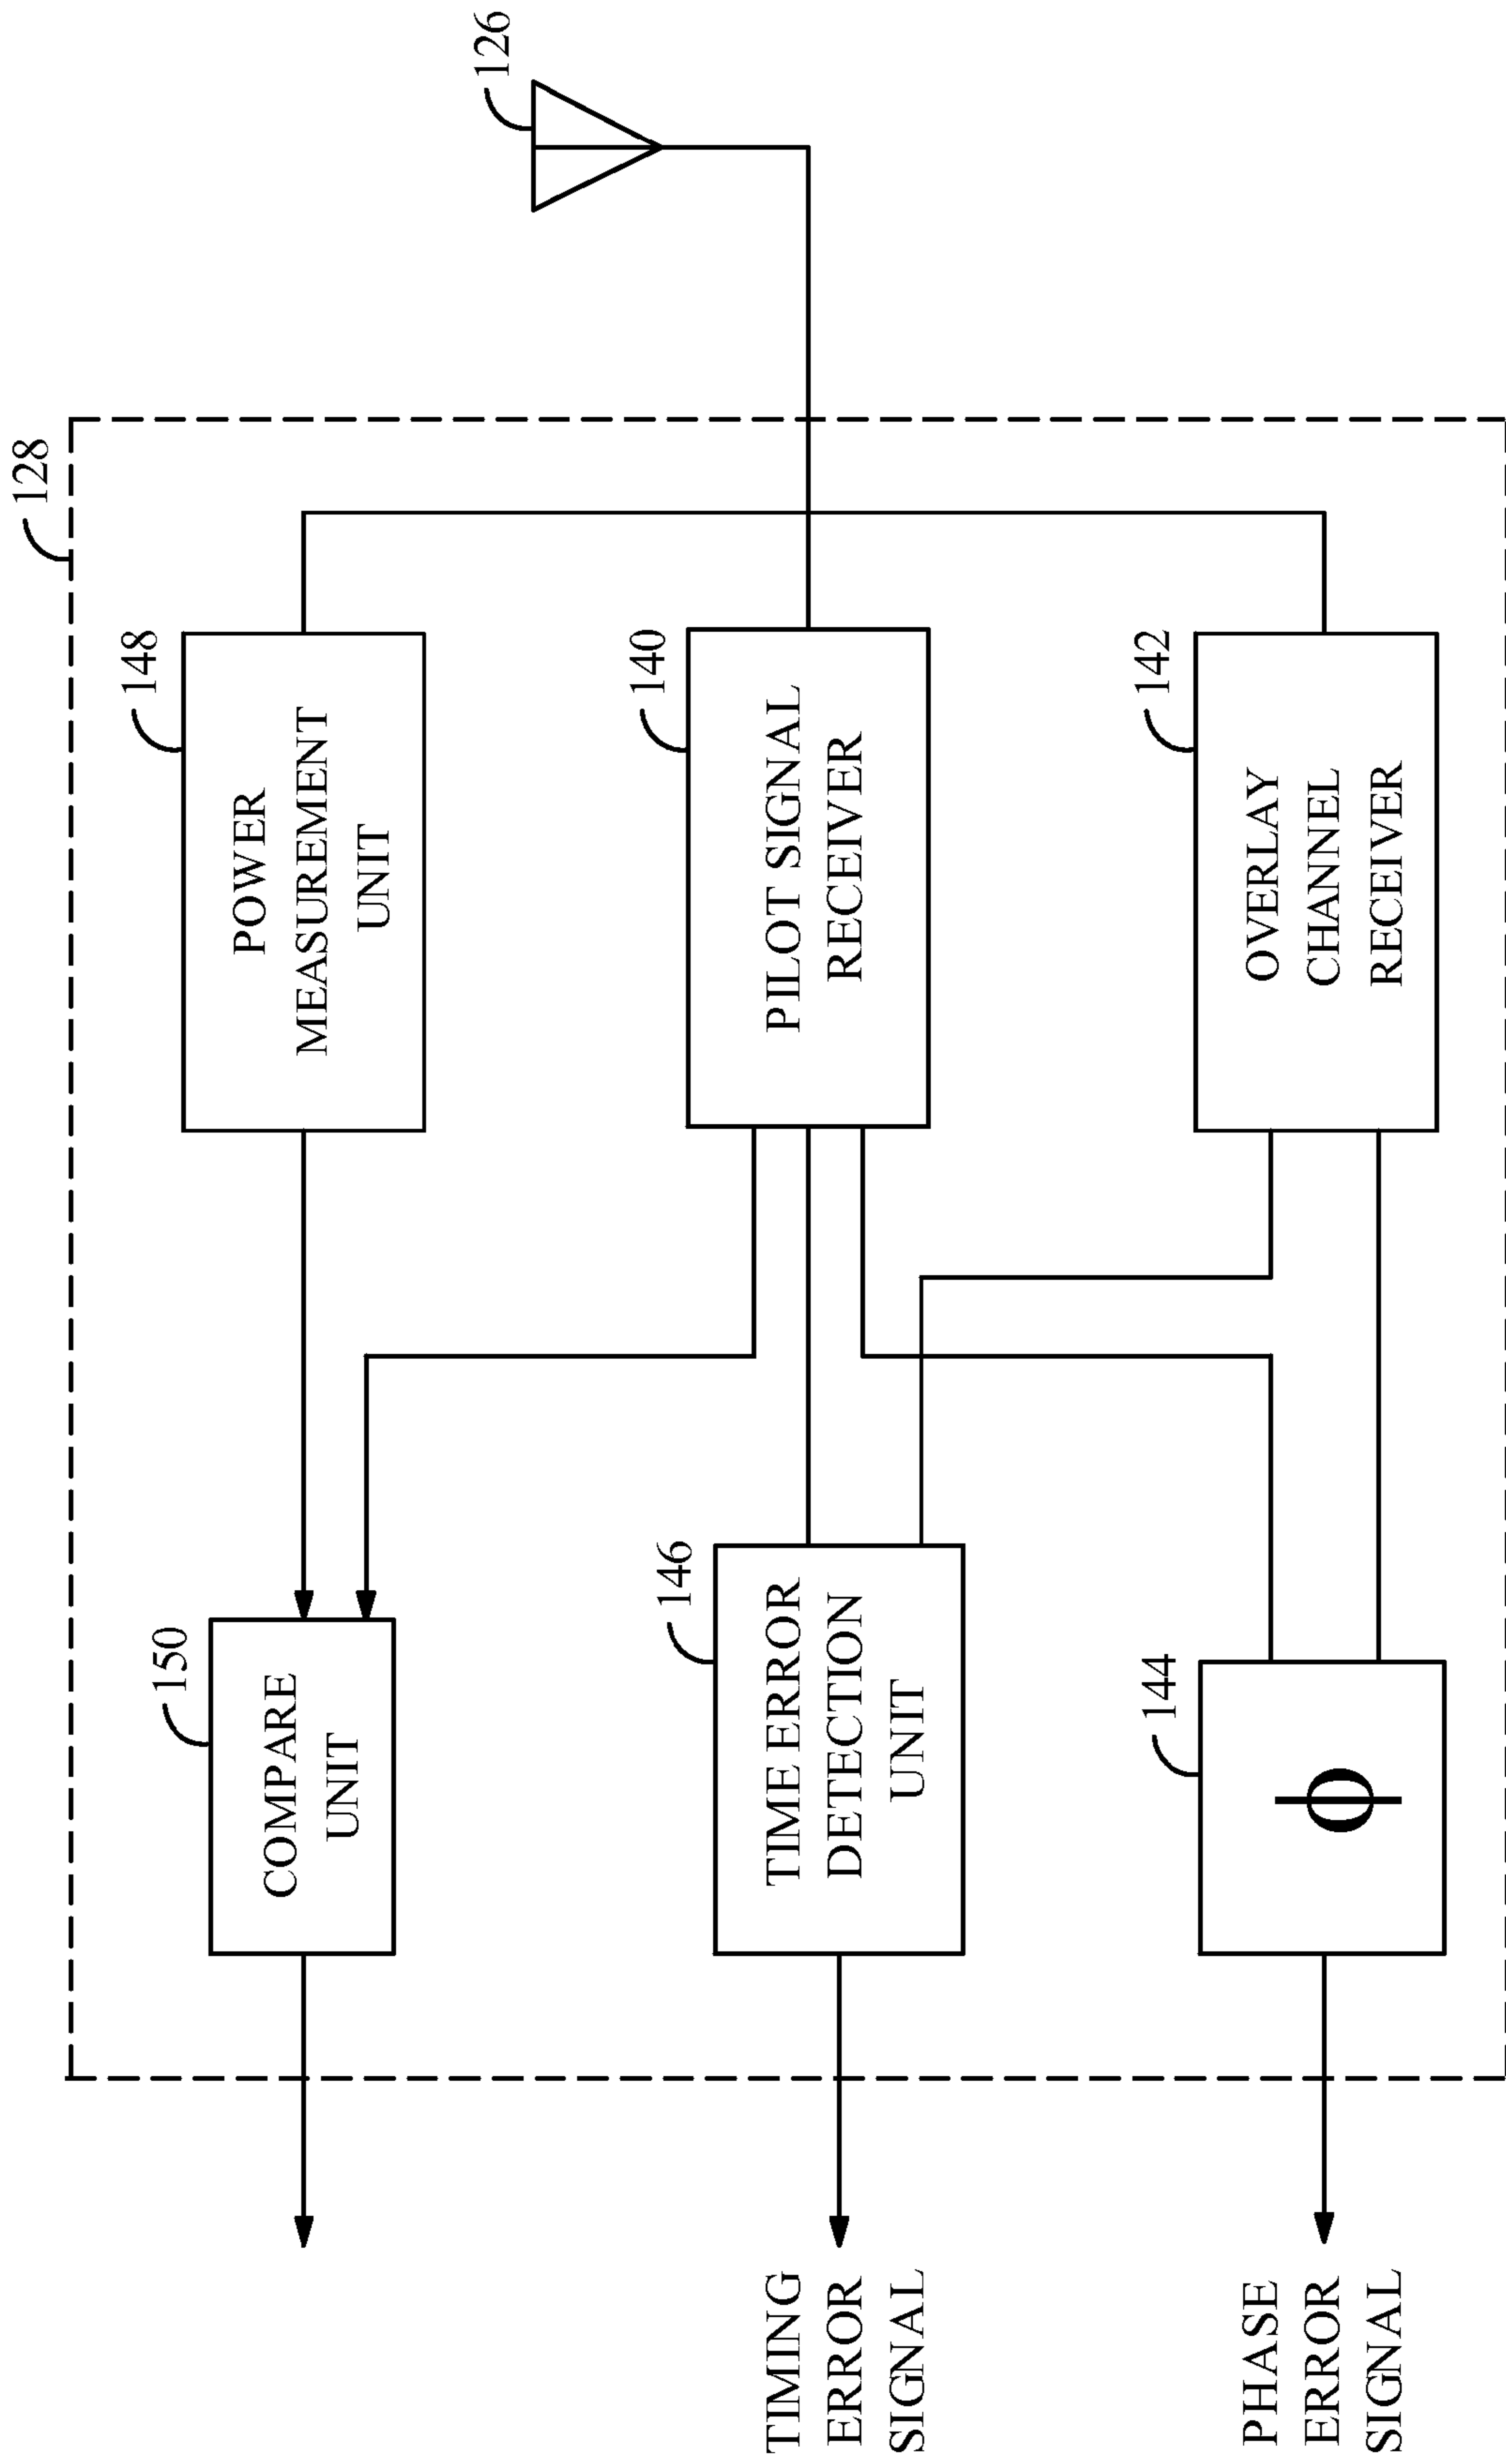 126
128
148
POWER
MEASUREMENT
UNIT
140
PILOT SIGNAL
RECEIVER
142
OVERLAY
CHANNEL
RECEIVER
150
COMPARE
UNIT
146
TIME ERROR
DETECTION
UNIT
144
ϕ
TIMING
ERROR
SIGNAL
PHASE
ERROR
SIGNAL